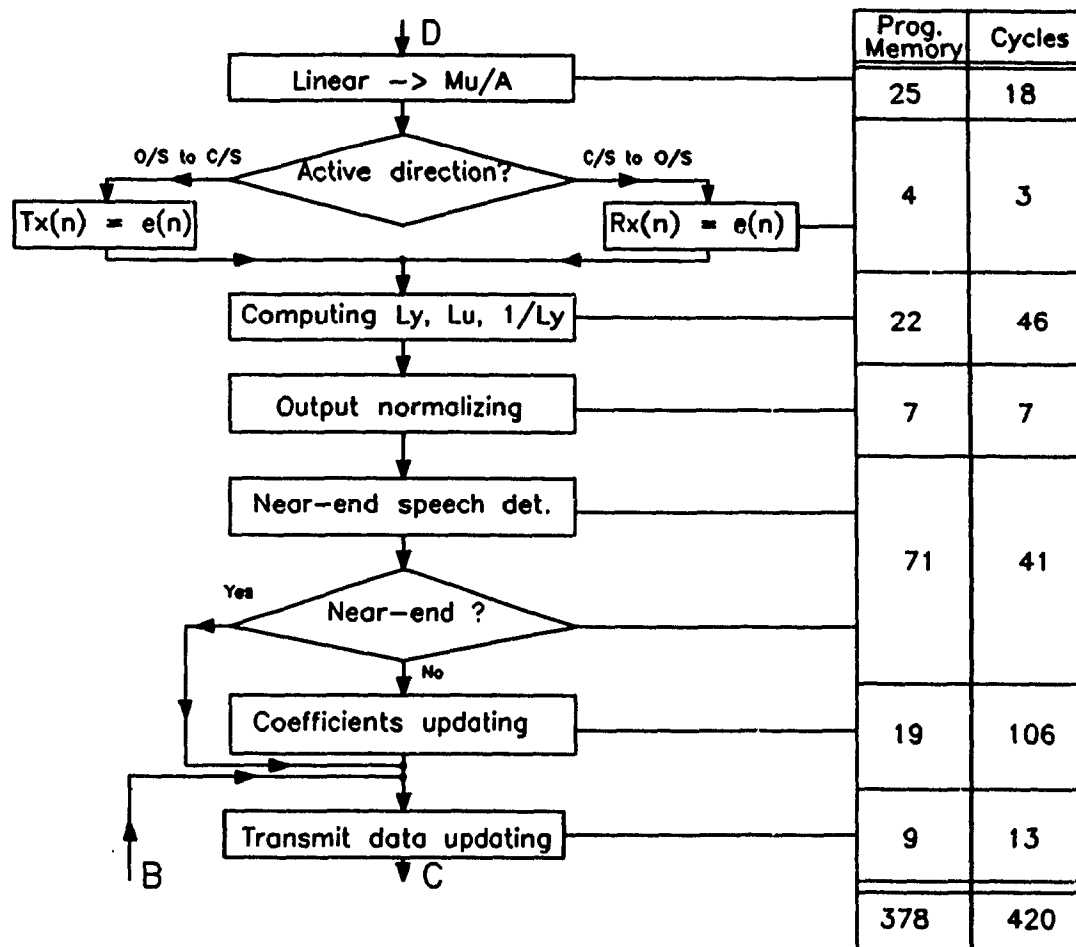 D
Prog. Memory Cycles
Linear -> Mu/A
25 18
O/S to C/S
C/S to O/S
Active direction?
4 3
Tx(n) = e(n)
Rx(n) = e(n)
Computing Ly, Lu, 1/Ly
22 46
Output normalizing
7 7
Near-end speech det.
71 41
Yes
Near-end ?
No
Coefficients updating
19 106
Transmit data updating
9 13
B
C
378 420